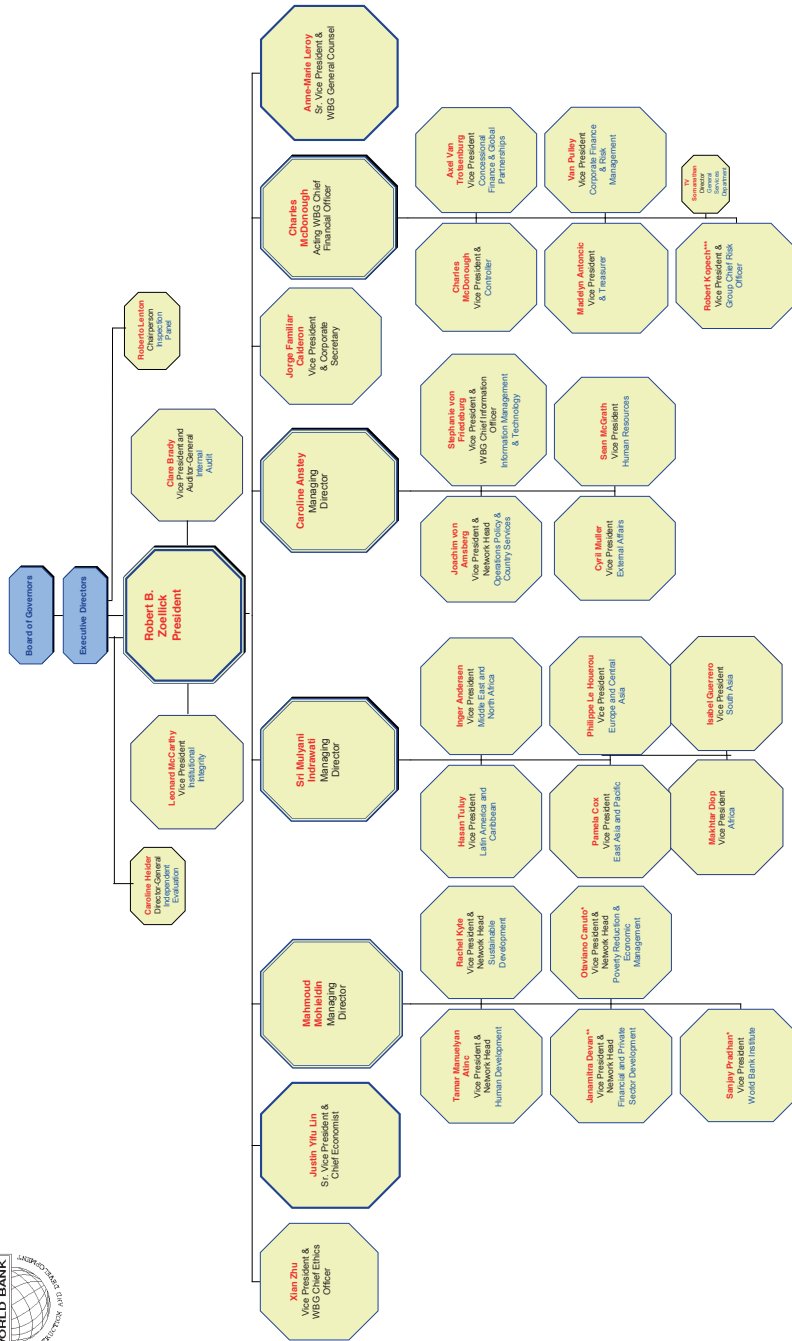 WORLD BANK
Board of Governors
Executive Directors
Caroline Heider
Director-General
Independent
Evaluation
Roberto Lenton
Chairperson
Inspection
Panel
Leonard McCarthy
Vice President
Institutional
Integrity
Robert B.
Zoellick
President
Clare Brady
Vice President and
Auditor-General
Internal
Audit
Xian Zhu
Vice President &
WBG Chief Ethics
Officer
Justin Yifu Lin
Sr. Vice President &
Chief Economist
Mahmoud
Mohieldin
Managing
Director
Sri Mulyani
Indrawati
Managing
Director
Caroline Anstey
Managing
Director
Jorge Familiar
Calderon
Vice President
& Corporate
Secretary
Charles
McDonough
Acting WBG Chief
Financial Officer
Anne-Marie Leroy
Sr. Vice President &
WBG General Counsel
Tamar Manuelyan
Atinc
Vice President &
Network Head
Human Development
Rachel Kyte
Vice President &
Network Head
Sustainable
Development
Janamitra Devan**
Vice President &
Network Head
Financial and Private
Sector Development
Otaviano Canuto*
Vice President &
Network Head
Poverty Reduction &
Economic
Management
Sanjay Pradhan*
Vice President
World Bank Institute
Hasan Tuluy
Vice President
Latin America and
Caribbean
Inger Andersen
Vice President
Middle East and
North Africa
Pamela Cox
Vice President
East Asia and Pacific
Philippe Le Houerou
Vice President
Europe and Central
Asia
Makhtar Diop
Vice President
Africa
Isabel Guerrero
Vice President
South Asia
Joachim von
Amsberg
Vice President &
Network Head
Operations Policy &
Country Services
Stephanie von
Friedeburg
Vice President &
WBG Chief Information
Officer
Information Management
& Technology
Cyril Muller
Vice President
External Affairs
Sean McGrath
Vice President
Human Resources
Charles
McDonough
Vice President &
Controller
Axel Van
Trotsenburg
Vice President
Concessional
Finance & Global
Partnerships
Madelyn Antoncic
Vice President
& Treasurer
Van Pulley
Vice President
Corporate Finance
& Risk
Management
Robert Kopech***
Vice President &
Group Chief Risk
Officer
TV
Somanathan
Director
General
Services
Department